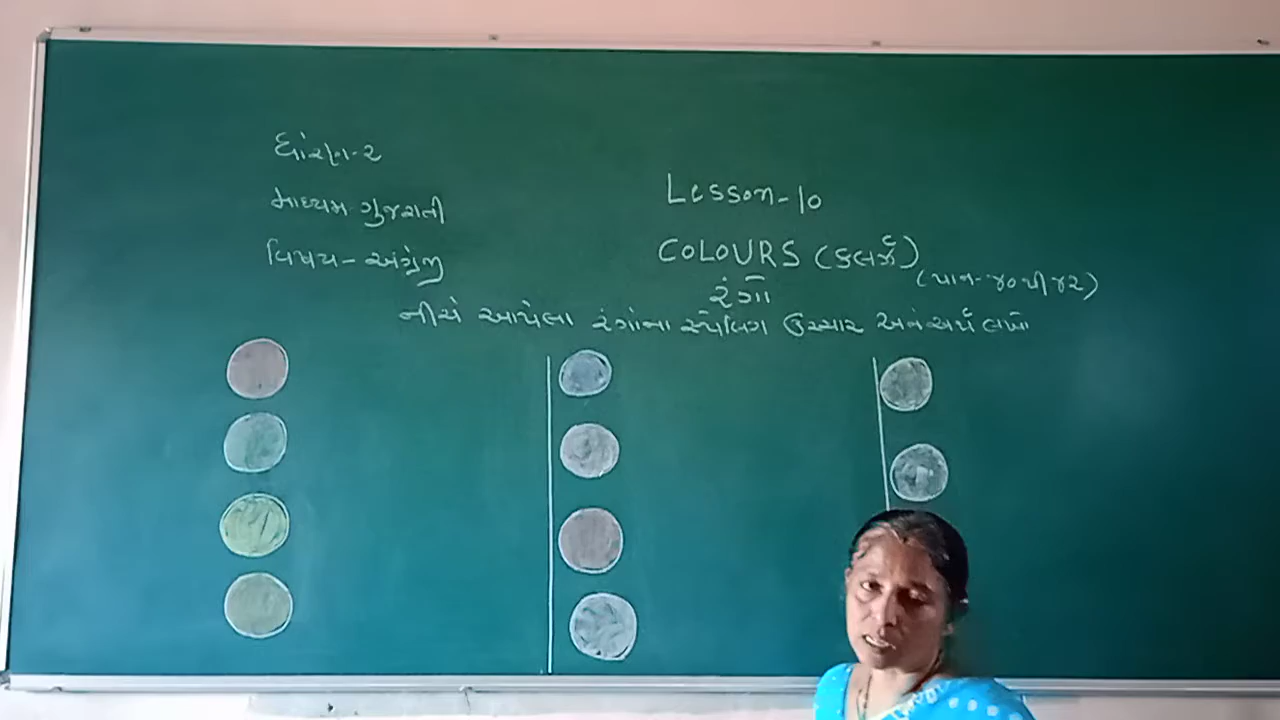 ધોરણ-૨
માધ્યમ-ગુજરાતી
વિષય-અંગ્રેજી
Lesson-10
COLOURS (કલર્ઝ)
(પાન-૪૦થી૪૨)
રંગો
નીચે આપેલા રંગોના સ્પેલિંગ ઉચ્ચાર અને અર્થ લખો